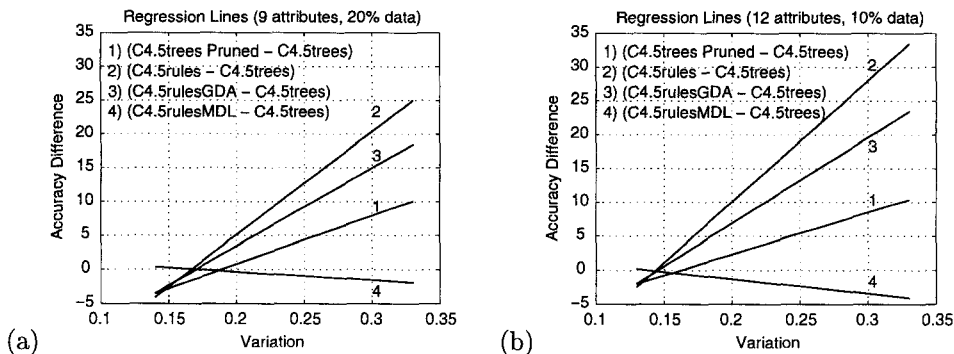 Regression Lines (9 attributes, 20% data)
35
30
25
20
15
10
5
0
−5
Accuracy Difference
1) (C4.5trees Pruned − C4.5trees)
2) (C4.5rules − C4.5trees)
3) (C4.5rulesGDA − C4.5trees)
4) (C4.5rulesMDL − C4.5trees)
2
3
1
4
0.1 0.15 0.2 0.25 0.3 0.35
Variation
(a)
Regression Lines (12 attributes, 10% data)
35
30
25
20
15
10
5
0
−5
Accuracy Difference
1) (C4.5trees Pruned − C4.5trees)
2) (C4.5rules − C4.5trees)
3) (C4.5rulesGDA − C4.5trees)
4) (C4.5rulesMDL − C4.5trees)
2
3
1
4
0.1 0.15 0.2 0.25 0.3 0.35
Variation
(b)